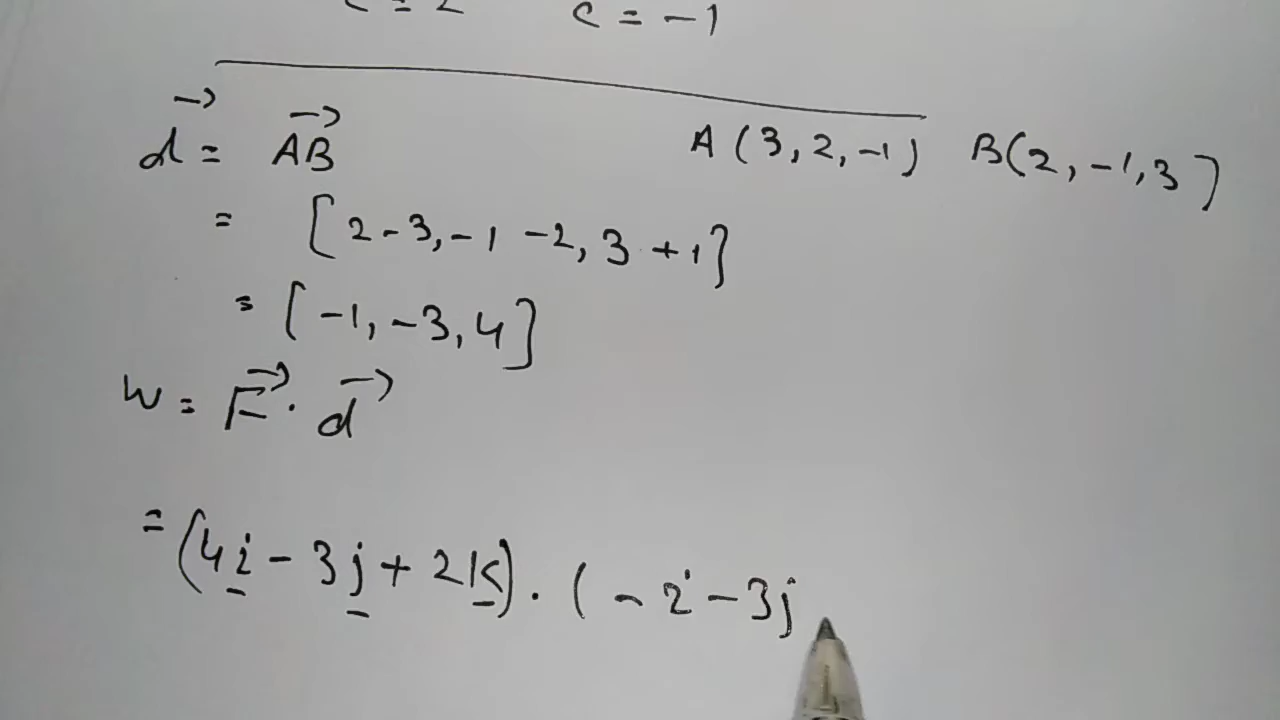 c = 2 c = -1
d⃗ = AB⃗ A(3, 2, -1) B(2, -1, 3]
= [2 - 3, -1 - 2, 3 + 1]
= [-1, -3, 4]
W = F⃗ . d⃗
= (4i - 3j + 2k) . (- i - 3j